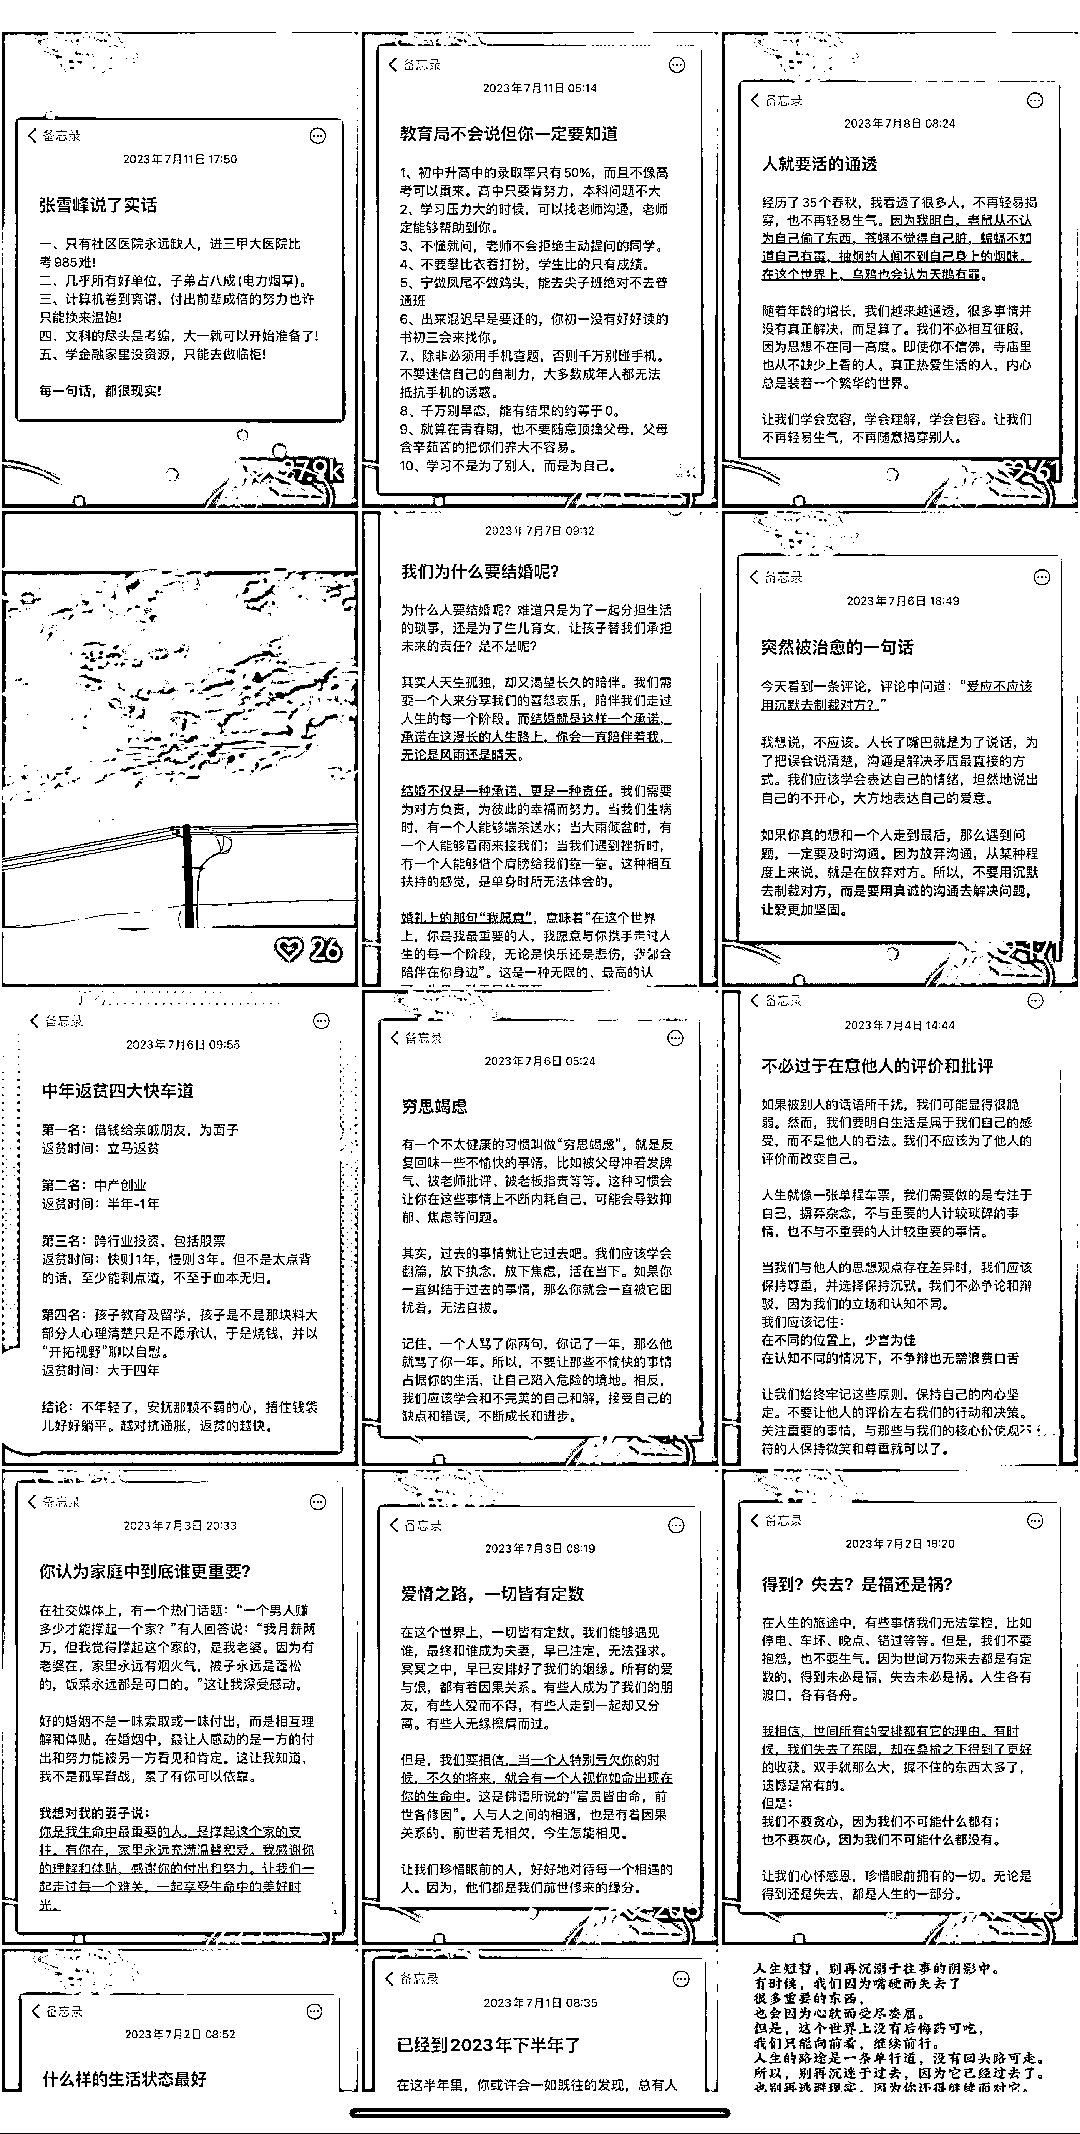 备忘录
2023年7月11日 17:50
张雪峰说了实话
一、只有社区医院永远缺人，进三甲大医院比
考985难！
二、几乎所有好单位，子弟占八成(电力烟草)。
三、计算机卷到离谱，付出前辈成倍的努力也许
只能换来温饱！
四、文科的尽头是考编，大一就可以开始准备了！
五、学金融家里没资源，只能去做临柜！
每一句话，都很现实！
备忘录
2023年7月11日 05:14
教育局不会说但你一定要知道
1、初中升高中的录取率只有50%，而且不像高
考可以重来。高中只要肯努力，本科问题不大
2、学习压力大的时候，可以找老师沟通，老师
定能够帮助到你。
3、不懂就问，老师不会拒绝主动提问的同学。
4、不要攀比衣着打扮，学生比的只有成绩。
5、宁做凤尾不做鸡头，能去尖子班绝对不去普
通班
6、出来混迟早是要还的，你初一没有好好读的
书初三会来找你。
7、除非必须用手机查题，否则千万别碰手机。
不要迷信自己的自制力，大多数成年人都无法
抵抗手机的诱惑。
8、千万别早恋，能有结果的约等于0。
9、就算在青春期，也不要随意顶撞父母，父母
含辛茹苦的把你们养大不容易。
10、学习不是为了别人，而是为自己。
备忘录
2023年7月8日 08:24
人就要活的通透
经历了35个春秋，我看透了很多人，不再轻易揭
穿，也不再轻易生气。因为我明白，老鼠从不认
为自己偷了东西，苍蝇不觉得自己脏，蝙蝠不知
道自己有毒，抽烟的人闻不到自己身上的烟味。
在这个世界上，乌鸦也会认为天鹅有罪。
随着年龄的增长，我们越来越通透，很多事情并
没有真正解决，而是算了。我们不必相互征服，
因为思想不在同一高度。即使你不信佛，寺庙里
也从不缺少上香的人。真正热爱生活的人，内心
总是装着一个繁华的世界。
让我们学会宽容，学会理解，学会包容。让我们
不再轻易生气，不再随意揭穿别人。
26
2023年7月7日 09:12
我们为什么要结婚呢？
为什么人要结婚呢？难道只是为了一起分担生活
的琐事，还是为了生儿育女，让孩子替我们承担
未来的责任？是不是呢？
其实人天生孤独，却又渴望长久的陪伴。我们需
要一个人来分享我们的喜怒哀乐，陪伴我们走过
人生的每一个阶段。而结婚就是这样一个承诺，
承诺在这漫长的人生路上，你会一直陪伴着我，
无论是风雨还是晴天。
结婚不仅是一种承诺，更是一种责任。我们需要
为对方负责，为彼此的幸福而努力。当我们生病
时，有一个人能够端茶送水；当大雨倾盆时，有
一个人能够冒雨来接我们；当我们遇到挫折时，
有一个人能够借个肩膀给我们靠一靠。这种相互
扶持的感觉，是单身时所无法体会的。
婚礼上的那句“我愿意”，意味着“在这个世界
上，你是我最重要的人，我愿意与你携手走过人
生的每一个阶段，无论是快乐还是悲伤，我都会
陪伴在你身边”。这是一种无限的、最高的认
备忘录
2023年7月6日 18:49
突然被治愈的一句话
今天看到一条评论，评论中问道：“爱应不应该
用沉默去制裁对方？”
我想说，不应该。人长了嘴巴就是为了说话，为
了把误会说清楚，沟通是解决矛盾最直接的方
式。我们应该学会表达自己的情绪，坦然地说出
自己的不开心，大方地表达自己的爱意。
如果你真的想和一个人走到最后，那么遇到问
题，一定要及时沟通。因为放弃沟通，从某种程
度上来说，就是在放弃对方。所以，不要用沉默
去制裁对方，而是要用真诚的沟通去解决问题，
让爱更加坚固。
备忘录
2023年7月6日 09:55
中年返贫四大快车道
第一名：借钱给亲戚朋友，为面子
返贫时间：立马返贫
第二名：中产创业
返贫时间：半年-1年
第三名：跨行业投资，包括股票
返贫时间：快则1年，慢则3年。但不是太点背
的话，至少能剩点渣，不至于血本无归。
第四名：孩子教育及留学，孩子是不是那块料大
部分人心理清楚只是不愿承认，于是烧钱，并以
“开拓视野”聊以自慰。
返贫时间：大于四年
结论：不年轻了，安抚那颗不羁的心，捂住钱袋
儿好好躺平。越对抗通胀，返贫的越快。
备忘录
2023年7月6日 05:24
穷思竭虑
有一个不太健康的习惯叫做“穷思竭虑”，就是反
复回味一些不愉快的事情，比如被父母冲着发脾
气、被老师批评、被老板指责等等。这种习惯会
让你在这些事情上不断内耗自己，可能会导致抑
郁、焦虑等问题。
其实，过去的事情就让它过去吧。我们应该学会
翻篇，放下执念，放下焦虑，活在当下。如果你
一直纠结于过去的事情，那么你就会一直被它困
扰着，无法自拔。
记住，一个人骂了你两句，你记了一年，那么他
就骂了你一年。所以，不要让那些不愉快的事情
占据你的生活，让自己陷入危险的境地。相反，
我们应该学会和不完美的自己和解，接受自己的
缺点和错误，不断成长和进步。
备忘录
2023年7月4日 14:44
不必过于在意他人的评价和批评
如果被别人的话语所干扰，我们可能显得很脆
弱。然而，我们要明白生活是属于我们自己的感
受，而不是他人的看法。我们不应该为了他人的
评价而改变自己。
人生就像一张单程车票，我们需要做的是专注于
自己，摒弃杂念，不与重要的人计较琐碎的事
情，也不与不重要的人计较重要的事情。
当我们与他人的思想观点存在差异时，我们应该
保持尊重，并选择保持沉默。我们不必争论和辩
驳，因为我们的立场和认知不同。
我们应该记住：
在不同的位置上，少言为佳
在认知不同的情况下，不争辩也无需浪费口舌
让我们始终牢记这些原则，保持自己的内心坚
定。不要让他人的评价左右我们的行动和决策。
关注重要的事情，与那些与我们的核心价值观不
符的人保持微笑和尊重就可以了。
备忘录
2023年7月3日 20:33
你认为家庭中到底谁更重要？
在社交媒体上，有一个热门话题：“一个男人赚
多少才能撑起一个家？”有人回答说：“我月薪两
万，但我觉得撑起这个家的，是我老婆。因为有
老婆在，家里永远有烟火气，被子永远是蓬松
的，饭菜永远都是可口的。”这让我深受感动。
好的婚姻不是一味索取或一味付出，而是相互理
解和体贴。在婚姻中，最让人感动的是一方的付
出和努力能被另一方看见和肯定。这让我知道，
我不是孤军奋战，累了有你可以依靠。
我想对我的妻子说：
你是我生命中最重要的人，是撑起这个家的支
柱。有你在，家里永远充满温馨和爱。我感谢你
的理解和体贴，感谢你的付出和努力。让我们一
起走过每一个难关，一起享受生命中的美好时
光。
备忘录
2023年7月3日 08:19
爱情之路，一切皆有定数
在这个世界上，一切皆有定数。我们能够遇见
谁，最终和谁成为夫妻，早已注定，无法强求。
冥冥之中，早已安排好了我们的姻缘。所有的爱
与恨，都有着因果关系。有些人成为了我们的朋
友，有些人爱而不得，有些人走到一起却又分
离。有些人无缘擦肩而过。
但是，我们要相信，当一个人特别亏欠你的时
候，不久的将来，就会有一个人视你如命出现在
你的生命中。这是佛语所说的“富贵皆由命，前
世各修因”。人与人之间的相遇，也是有着因果
关系的。前世若无相欠，今生怎能相见。
让我们珍惜眼前的人，好好地对待每一个相遇的
人。因为，他们都是我们前世修来的缘分。
备忘录
2023年7月2日 18:20
得到？失去？是福还是祸？
在人生的旅途中，有些事情我们无法掌控，比如
停电、车坏、晚点、错过等等。但是，我们不要
抱怨，也不要生气。因为世间万物来去都是有定
数的，得到未必是福，失去未必是祸。人生各有
渡口，各有各舟。
我相信，世间所有的安排都有它的理由。有时
候，我们失去了东隅，却在桑榆之下得到了更好
的收获。双手就那么大，握不住的东西太多了，
遗憾是常有的。
但是：
我们不要贪心，因为我们不可能什么都有；
也不要灰心，因为我们不可能什么都没有。
让我们心怀感恩，珍惜眼前拥有的一切。无论是
得到还是失去，都是人生的一部分。
备忘录
2023年7月2日 08:52
什么样的生活状态最好
备忘录
2023年7月1日 08:35
已经到2023年下半年了
在这半年里，你或许会一如既往的发现，总有人
人生短暂，别再沉溺于往事的阴影中。
有时候，我们因为嘴硬而失去了
很多重要的东西，
也会因为心软而受尽委屈。
但是，这个世界上没有后悔药可吃，
我们只能向前看，继续前行。
人生的路途是一条单行道，没有回头路可走。
所以，别再沉迷于过去，因为它已经过去了。
也别再逃避现实，因为你还得继续面对它。